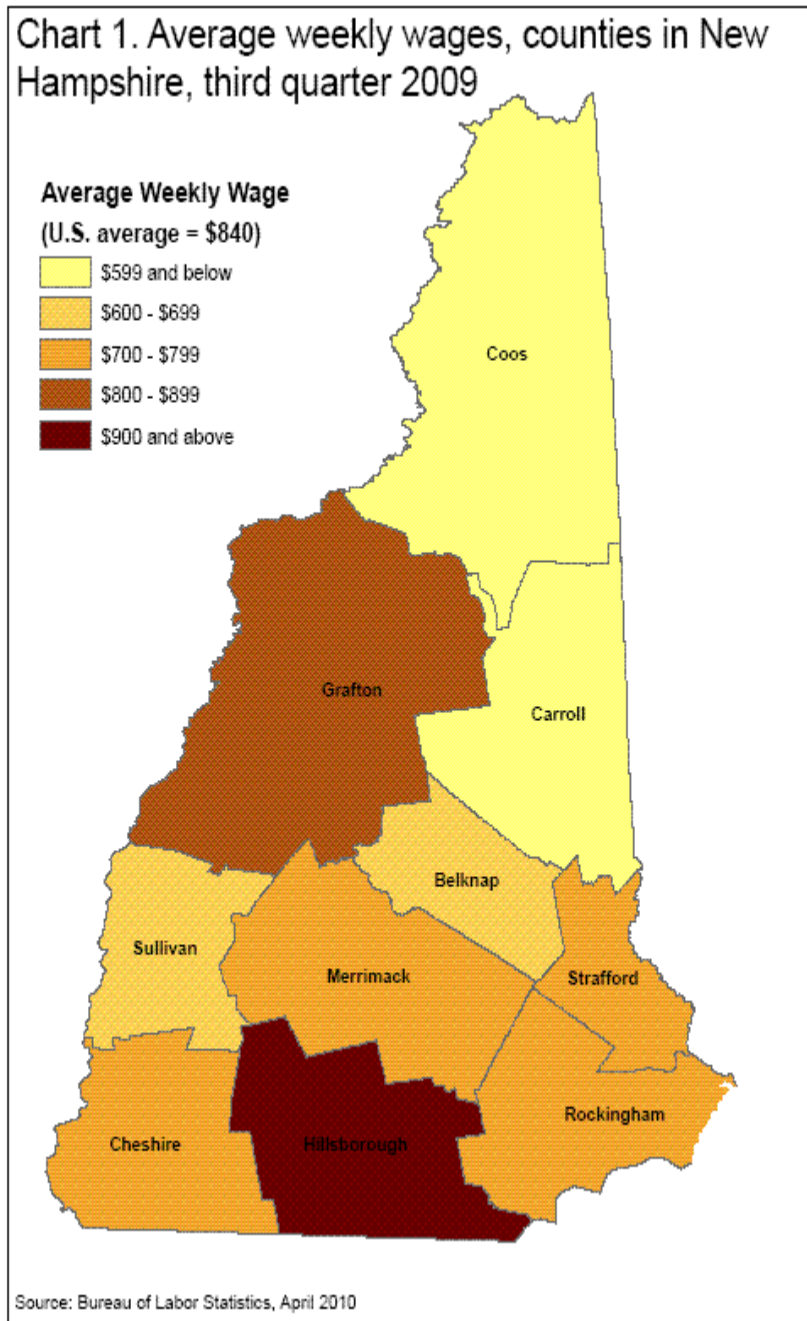 Chart 1. Average weekly wages, counties in New
Hampshire, third quarter 2009
Average Weekly Wage
(U.S. average = $840)
$599 and below
$600 - $699
$700 - $799
$800 - $899
$900 and above
Coos
Grafton
Carroll
Belknap
Sullivan
Merrimack
Strafford
Rockingham
Cheshire
Hillsborough
Source: Bureau of Labor Statistics, April 2010